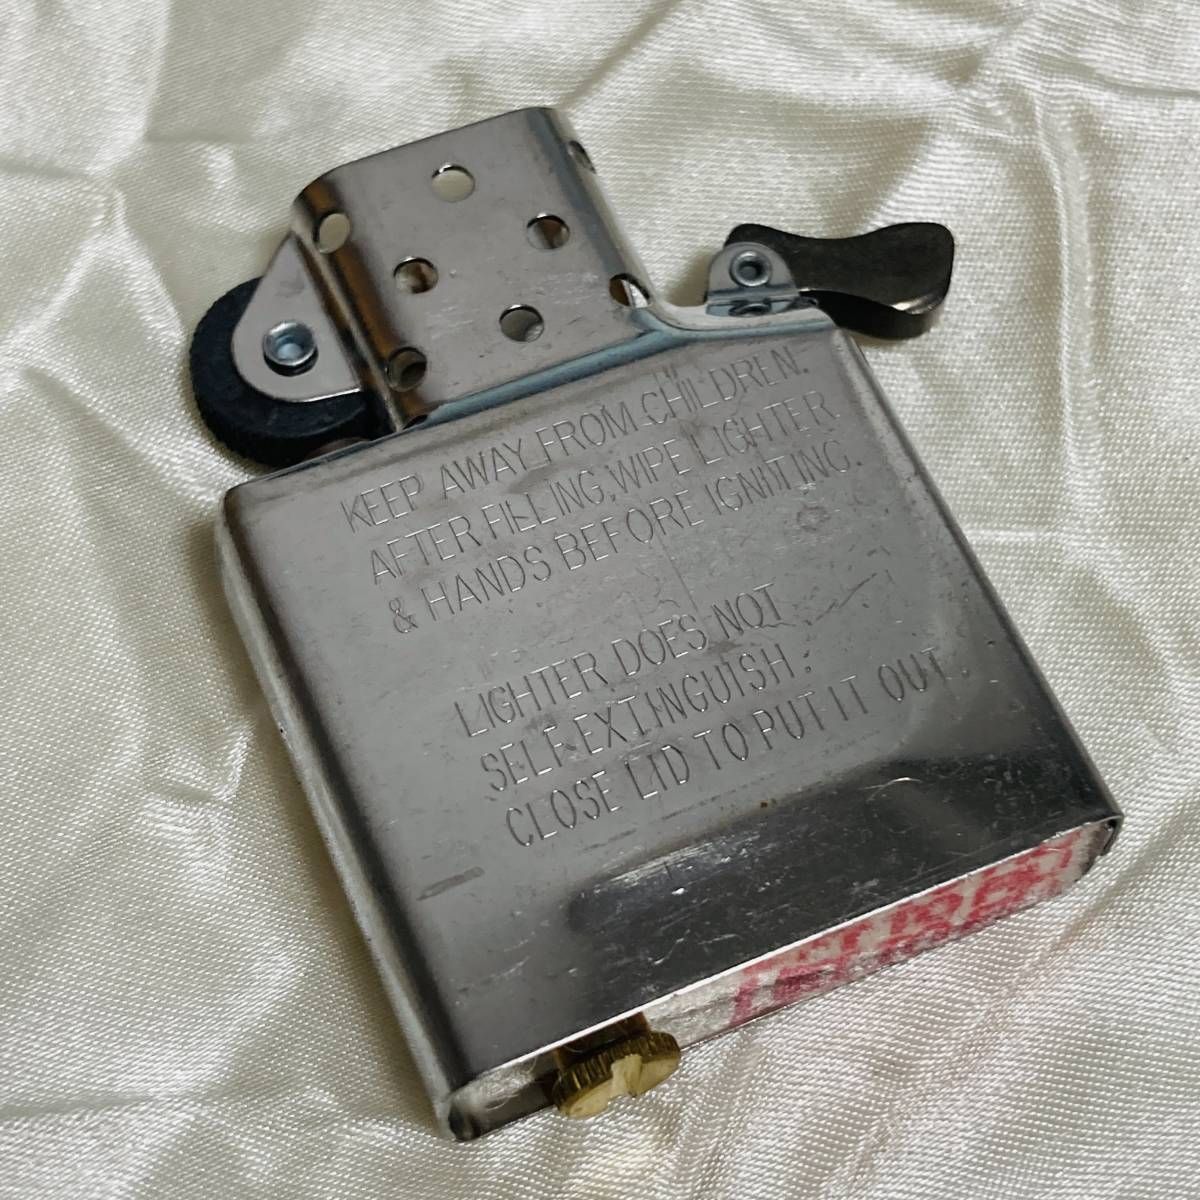 KEEP AWAY FROM CHILDREN.
AFTER FILLING, WIPE LIGHTER
& HANDS BEFORE IGNITING.
LIGHTER DOES NOT
SELF-EXTINGUISH.
CLOSE LID TO PUT IT OUT.